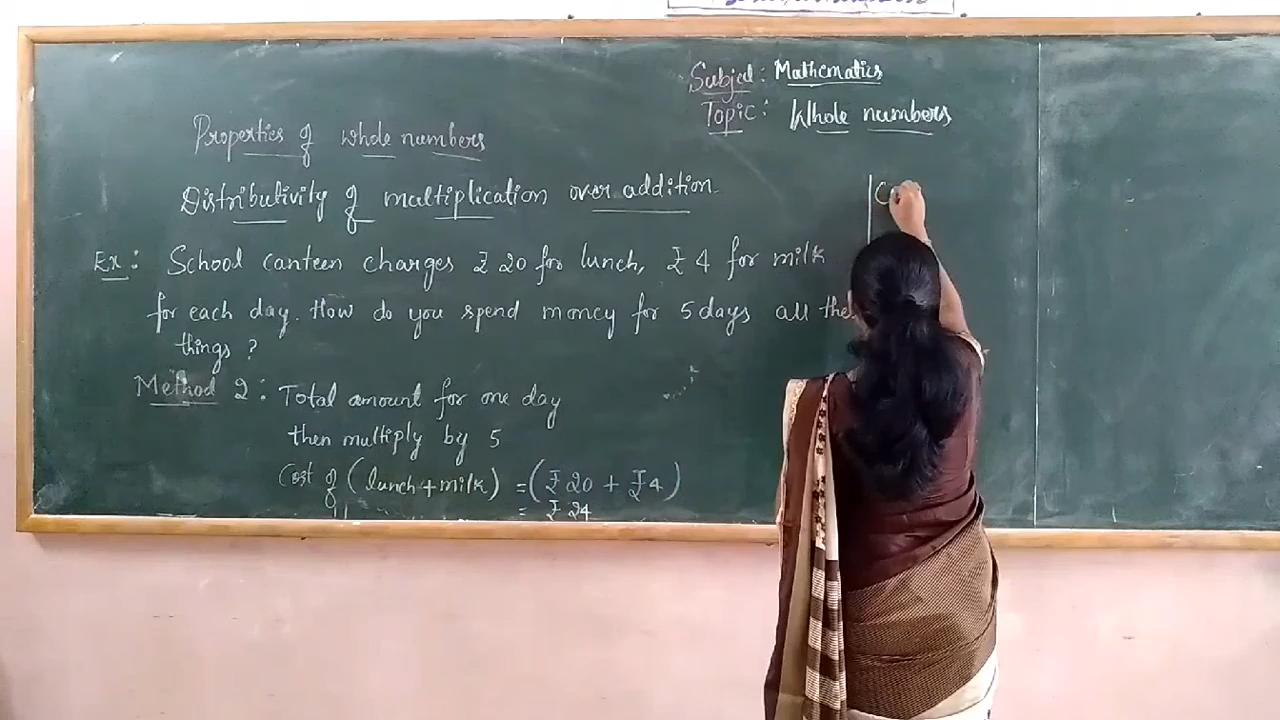 Subject: Mathematics
Topic: Whole numbers
Properties of whole numbers
Distributivity of multiplication over addition
Ex: School canteen charges ₹ 20 for lunch, ₹ 4 for milk
for each day. How do you spend money for 5 days all the
things?
Method 2: Total amount for one day
then multiply by 5
Cost of (lunch+milk) = (₹ 20 + ₹ 4)
= ₹ 24